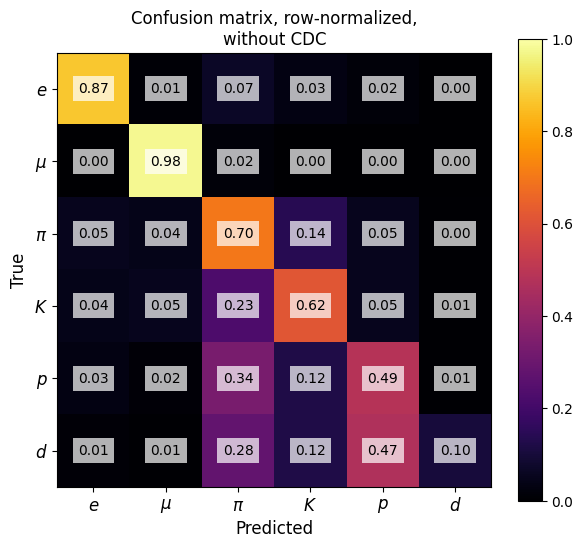 Confusion matrix, row-normalized,
without CDC
1.0
e 0.87 0.01 0.07 0.03 0.02 0.00
0.8
μ 0.00 0.98 0.02 0.00 0.00 0.00
π 0.05 0.04 0.70 0.14 0.05 0.00
0.6
True
K 0.04 0.05 0.23 0.62 0.05 0.01
0.4
p 0.03 0.02 0.34 0.12 0.49 0.01
0.2
d 0.01 0.01 0.28 0.12 0.47 0.10
0.0
e μ π K p d
Predicted